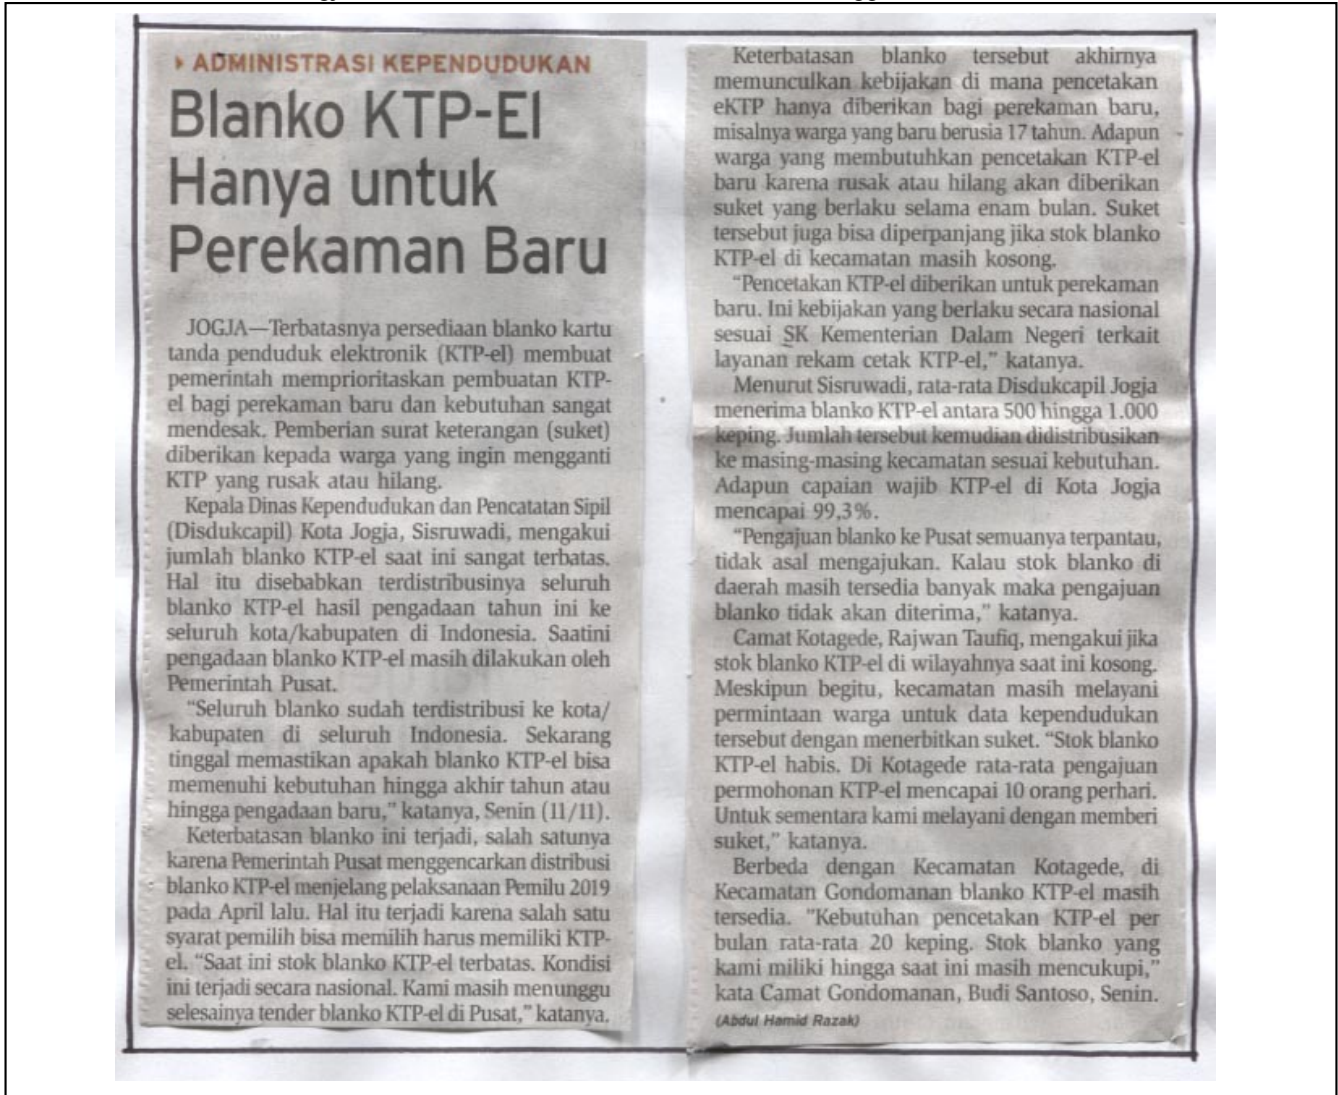 ADMINISTRASI KEPENDUDUKAN
Blanko KTP-El
Hanya untuk
Perekaman Baru
JOGJA—Terbatasnya persediaan blanko kartu
tanda penduduk elektronik (KTP-el) membuat
pemerintah memprioritaskan pembuatan KTP-
el bagi perekaman baru dan kebutuhan sangat
mendesak. Pemberian surat keterangan (suket)
diberikan kepada warga yang ingin mengganti
KTP yang rusak atau hilang.
Kepala Dinas Kependudukan dan Pencatatan Sipil
(Disdukcapil) Kota Jogja, Sisruwadi, mengakui
jumlah blanko KTP-el saat ini sangat terbatas.
Hal itu disebabkan terdistribusinya seluruh
blanko KTP-el hasil pengadaan tahun ini ke
seluruh kota/kabupaten di Indonesia. Saatini
pengadaan blanko KTP-el masih dilakukan oleh
Pemerintah Pusat.
“Seluruh blanko sudah terdistribusi ke kota/
kabupaten di seluruh Indonesia. Sekarang
tinggal memastikan apakah blanko KTP-el bisa
memenuhi kebutuhan hingga akhir tahun atau
hingga pengadaan baru,” katanya, Senin (11/11).
Keterbatasan blanko ini terjadi, salah satunya
karena Pemerintah Pusat menggencarkan distribusi
blanko KTP-el menjelang pelaksanaan Pemilu 2019
pada April lalu. Hal itu terjadi karena salah satu
syarat pemilih bisa memilih harus memiliki KTP-
el. “Saat ini stok blanko KTP-el terbatas. Kondisi
ini terjadi secara nasional. Kami masih menunggu
selesainya tender blanko KTP-el di Pusat,” katanya.
Keterbatasan blanko tersebut akhirnya
memunculkan kebijakan di mana pencetakan
eKTP hanya diberikan bagi perekaman baru,
misalnya warga yang baru berusia 17 tahun. Adapun
warga yang membutuhkan pencetakan KTP-el
baru karena rusak atau hilang akan diberikan
suket yang berlaku selama enam bulan. Suket
tersebut juga bisa diperpanjang jika stok blanko
KTP-el di kecamatan masih kosong.
“Pencetakan KTP-el diberikan untuk perekaman
baru. Ini kebijakan yang berlaku secara nasional
sesuai SK Kementerian Dalam Negeri terkait
layanan rekam cetak KTP-el,” katanya.
Menurut Sisruwadi, rata-rata Disdukcapil Jogja
menerima blanko KTP-el antara 500 hingga 1.000
keping. Jumlah tersebut kemudian didistribusikan
ke masing-masing kecamatan sesuai kebutuhan.
Adapun capaian wajib KTP-el di Kota Jogja
mencapai 99,3%.
“Pengajuan blanko ke Pusat semuanya terpantau,
tidak asal mengajukan. Kalau stok blanko di
daerah masih tersedia banyak maka pengajuan
blanko tidak akan diterima,” katanya.
Camat Kotagede, Rajwan Taufiq, mengakui jika
stok blanko KTP-el di wilayahnya saat ini kosong.
Meskipun begitu, kecamatan masih melayani
permintaan warga untuk data kependudukan
tersebut dengan menerbitkan suket. “Stok blanko
KTP-el habis. Di Kotagede rata-rata pengajuan
permohonan KTP-el mencapai 10 orang perhari.
Untuk sementara kami melayani dengan memberi
suket,” katanya.
Berbeda dengan Kecamatan Kotagede, di
Kecamatan Gondomanan blanko KTP-el masih
tersedia. "Kebutuhan pencetakan KTP-el per
bulan rata-rata 20 keping. Stok blanko yang
kami miliki hingga saat ini masih mencukupi,”
kata Camat Gondomanan, Budi Santoso, Senin.
(Abdul Hamid Razak)